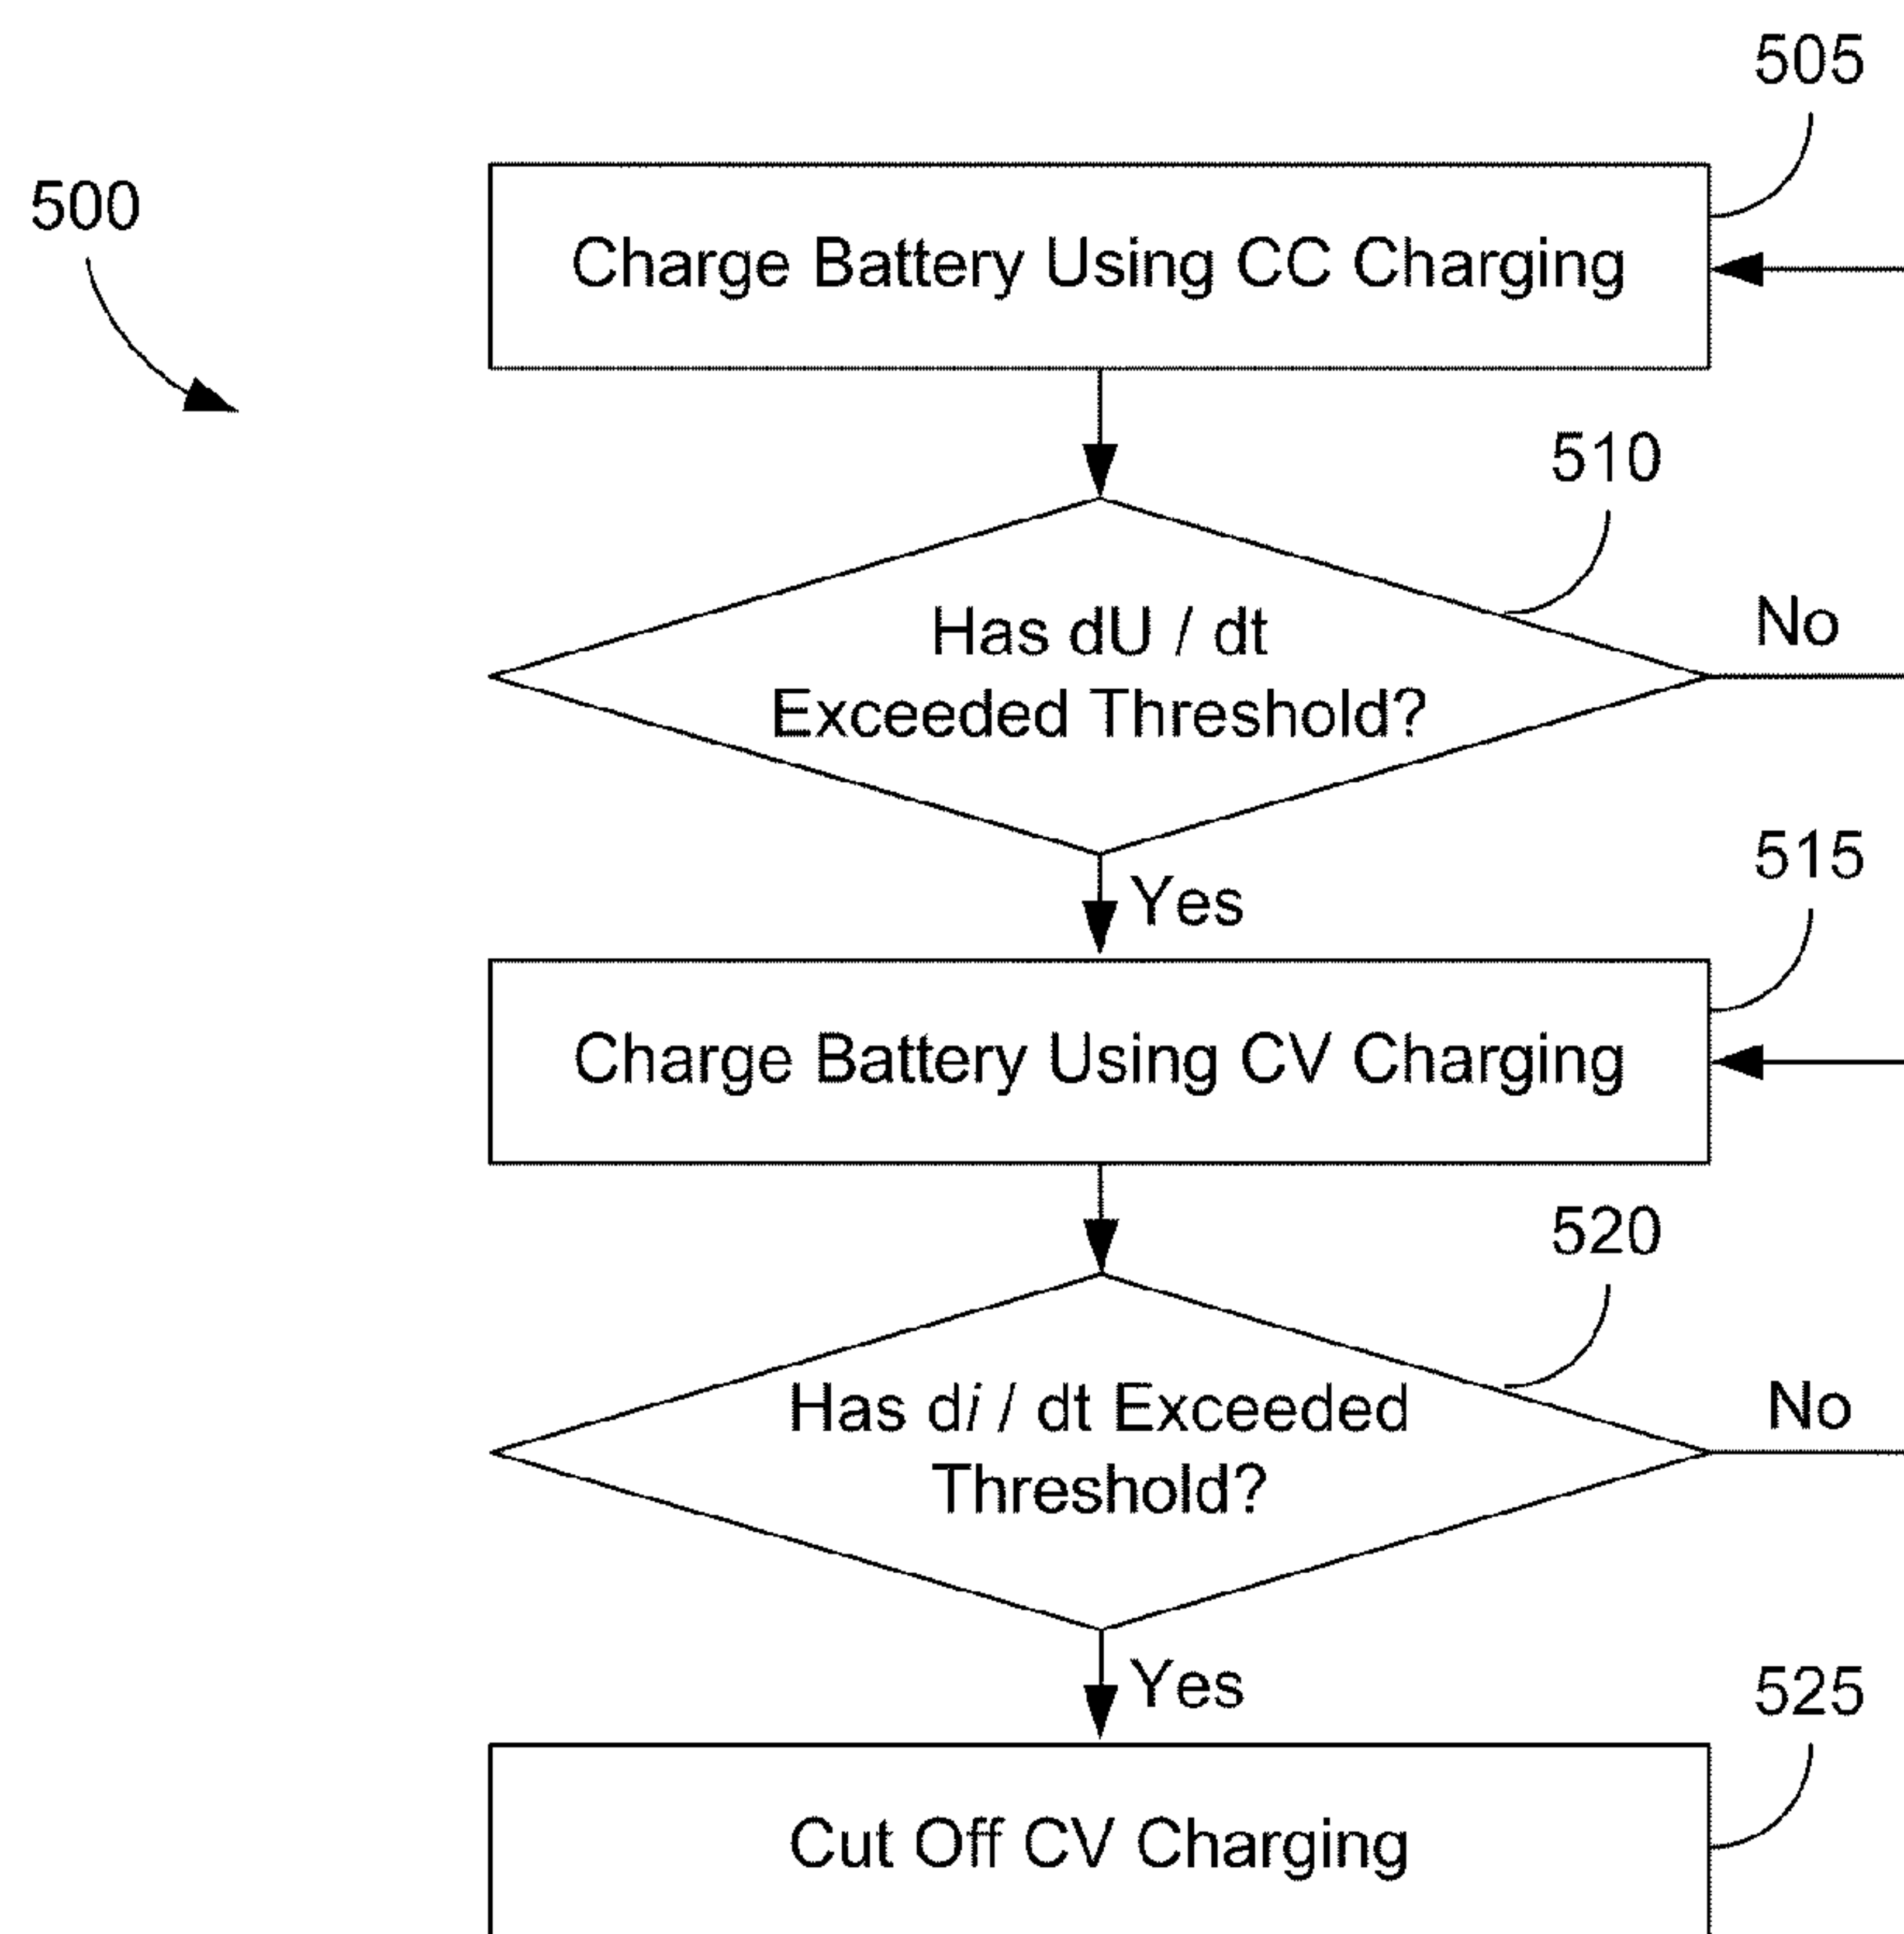 505
500
Charge Battery Using CC Charging
510
Has dU / dt
Exceeded Threshold?
No
Yes
515
Charge Battery Using CV Charging
520
Has di / dt Exceeded
Threshold?
No
Yes
525
Cut Off CV Charging